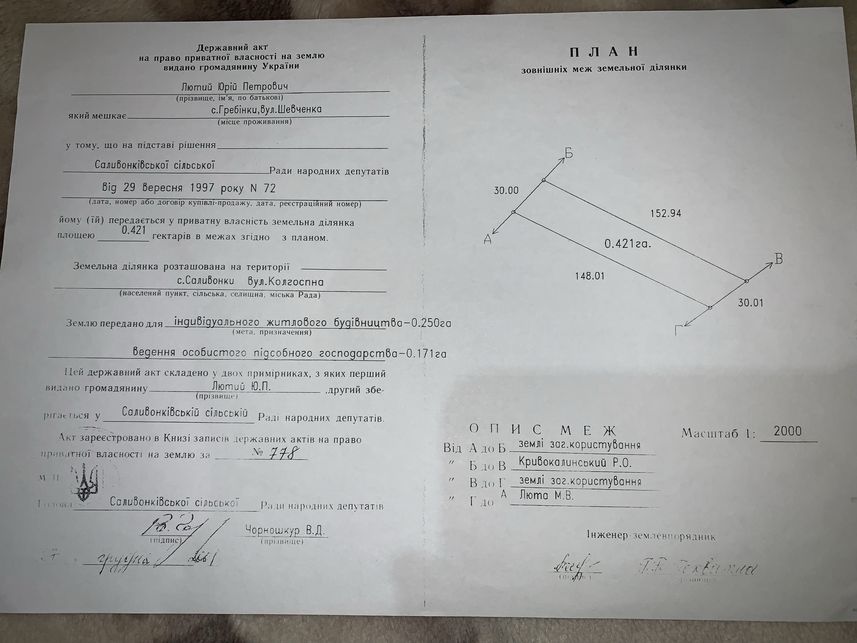 Державний акт
на право приватної власності на землю
видано громадянину України
Лютий Юрій Петрович
(прізвище, ім'я, по батькові)
який мешкає с.Гребінки,вул.Шевченка
(місце проживання)
у тому, що на підставі рішення
Саливонківської сільської Ради народних депутатів
від 29 вересня 1997 року N 72
(дата, номер або договір купівлі-продажу, дата, реєстраційний номер)
йому (їй) передається у приватну власність земельна ділянка
площею 0.421 гектарів в межах згідно з планом.
Земельна ділянка розташована на території
с.Саливонки вул.Колгоспна
(населений пункт, сільська, селищна, міська Рада)
Землю передано для індивідуального житлового будівництва-0.250га
(мета, призначення)
ведення особистого підсобного господарства-0.171га
Цей державний акт складено у двох примірниках, з яких перший
видано громадянину Лютий Ю.П. ,другий збе-
(прізвище)
рігається у Саливонківській сільській Раді народних депутатів.
Акт зареєстровано в Книзі записів державних актів на право
приватної власності на землю за № 778
М П
Голова Саливонківської сільської Ради народних депутатів
Чорношкур В.Д.
(підпис) (прізвище)
грудня
П Л А Н
зовнішніх меж земельної ділянки
Б
30.00
152.94
А
0.421га.
В
148.01
30.01
Г
О П И С М Е Ж
Масштаб 1: 2000
Від А до Б землі заг.користування
" Б до В Кривокалинський Р.О.
" В до Г землі заг.користування
" Г до А Люта М.В.
Інженер землевпорядник